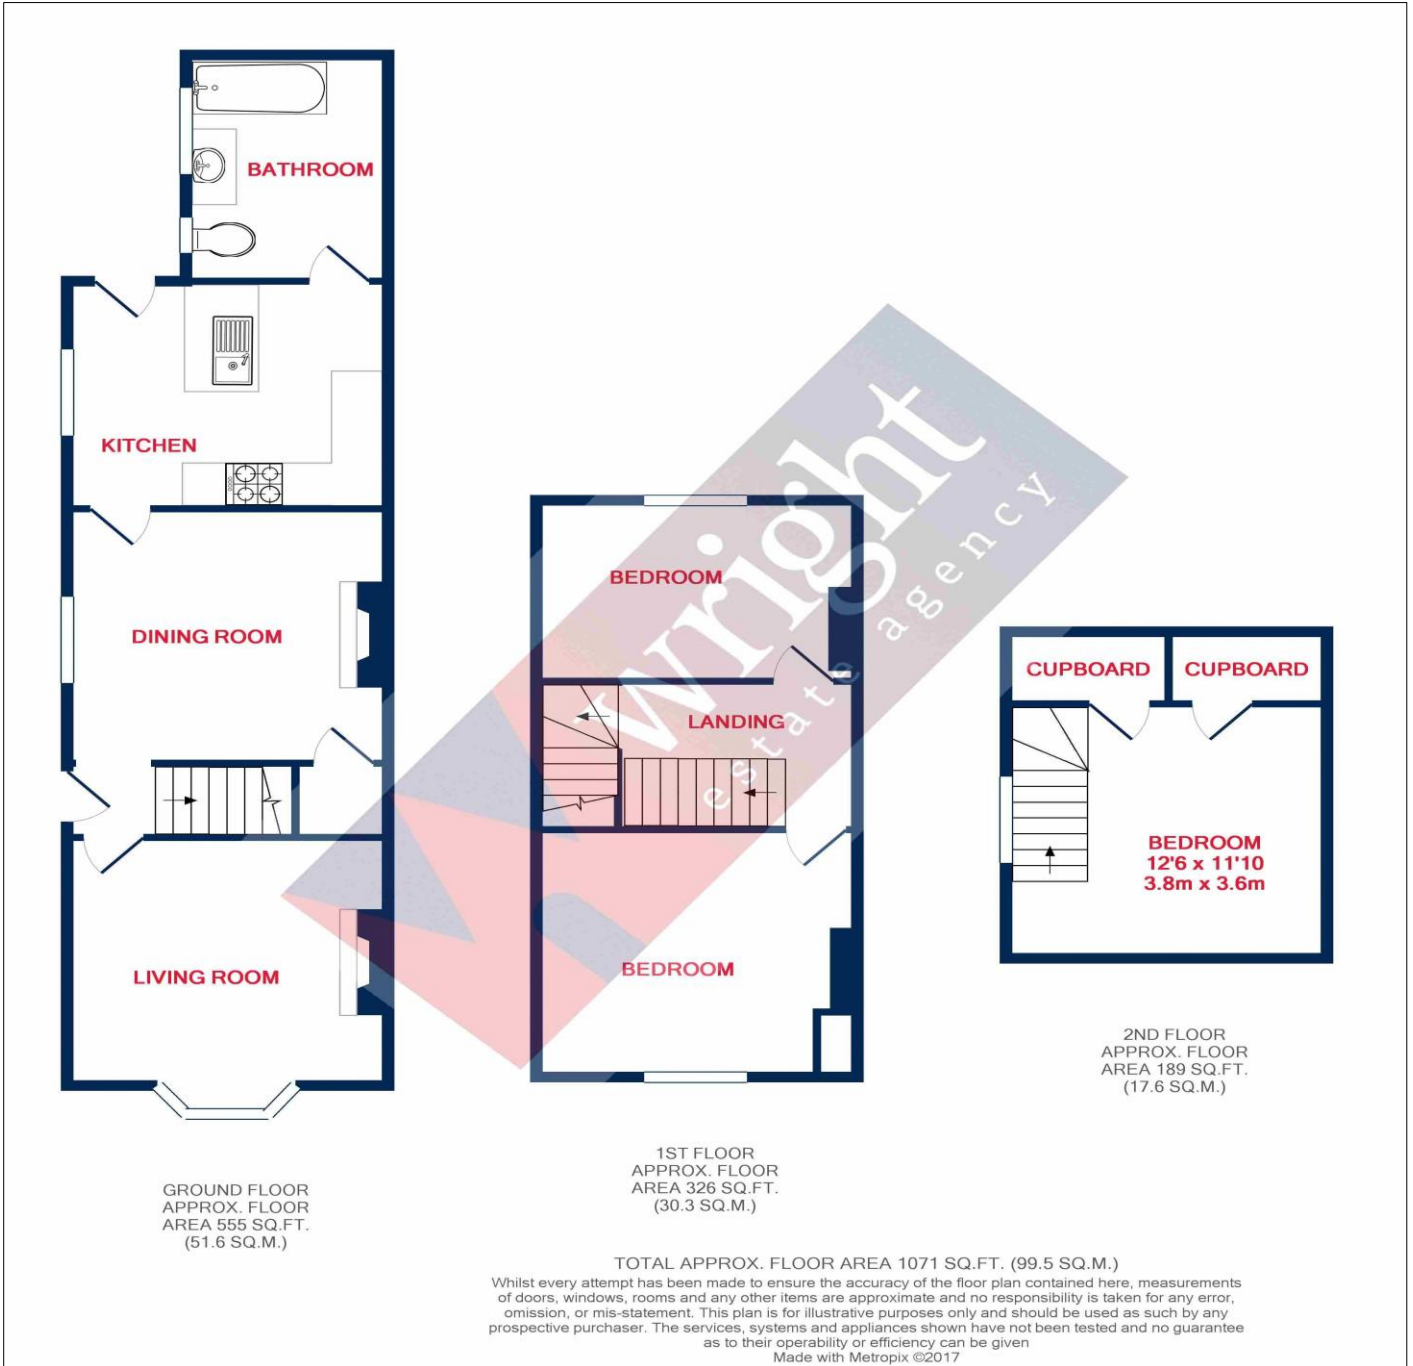 BATHROOM
KITCHEN
DINING ROOM
LIVING ROOM
GROUND FLOOR
APPROX. FLOOR
AREA 555 SQ.FT.
(51.6 SQ.M.)
BEDROOM
LANDING
BEDROOM
1ST FLOOR
APPROX. FLOOR
AREA 326 SQ.FT.
(30.3 SQ.M.)
wright
estate agency
CUPBOARD
CUPBOARD
BEDROOM
12'6 x 11'10
3.8m x 3.6m
2ND FLOOR
APPROX. FLOOR
AREA 189 SQ.FT.
(17.6 SQ.M.)
TOTAL APPROX. FLOOR AREA 1071 SQ.FT. (99.5 SQ.M.)
Whilst every attempt has been made to ensure the accuracy of the floor plan contained here, measurements
of doors, windows, rooms and any other items are approximate and no responsibility is taken for any error,
omission, or mis-statement. This plan is for illustrative purposes only and should be used as such by any
prospective purchaser. The services, systems and appliances shown have not been tested and no guarantee
as to their operability or efficiency can be given
Made with Metropix ©2017